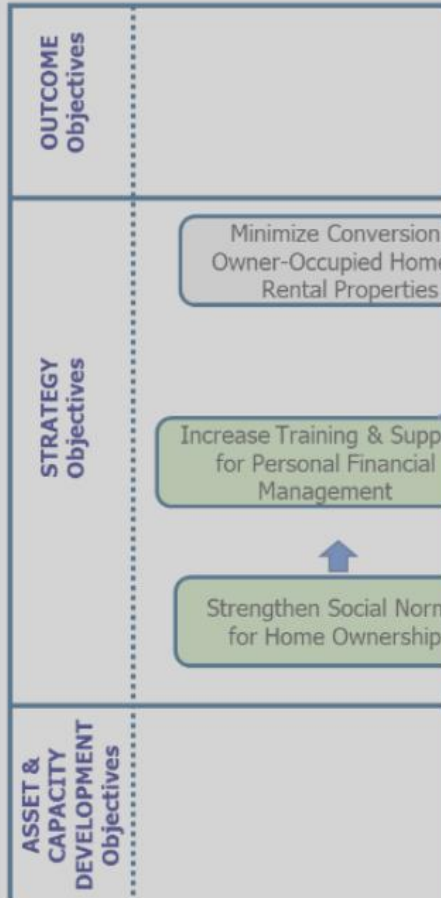 OUTCOME
Objectives
Minimize Conversion
Owner-Occupied
Rental Properties
STRATEGY
Objectives
Increase Training &
for Personal Financial
Management
Strengthen Social
for Home Ownership
ASSET &
CAPACITY
DEVELOPMENT
Objectives